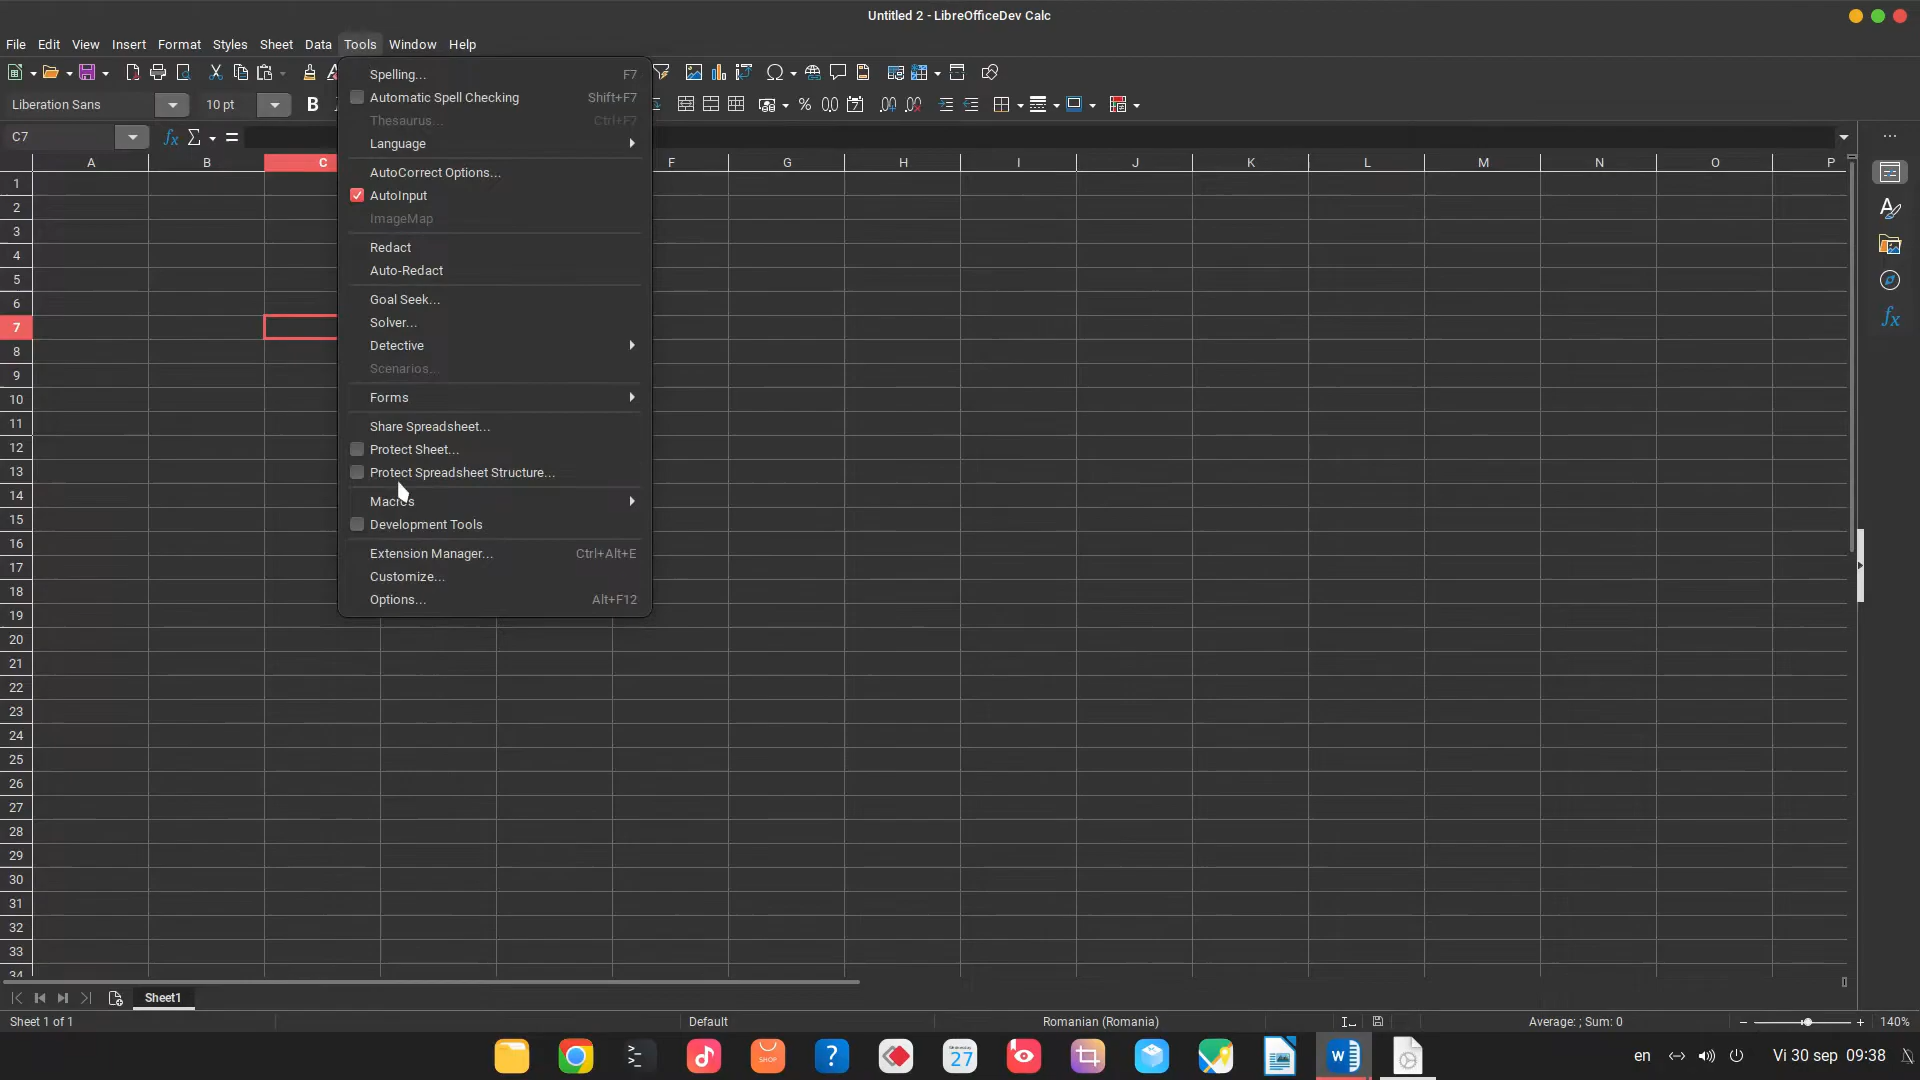 Untitled 2 - LibreOfficeDev Calc
File Edit View Insert Format Styles Sheet Data Tools Window Help
Liberation Sans 10 pt B
C7
A B C F G H I J K L M N O P
Spelling... F7
Automatic Spell Checking Shift+F7
Thesaurus... Ctrl+F7
Language
AutoCorrect Options...
AutoInput
ImageMap
Redact
Auto-Redact
Goal Seek...
Solver...
Detective
Scenarios...
Forms
Share Spreadsheet...
Protect Sheet...
Protect Spreadsheet Structure...
Macros
Development Tools
Extension Manager... Ctrl+Alt+E
Customize...
Options... Alt+F12
1
2
3
4
5
6
7
8
9
10
11
12
13
14
15
16
17
18
19
20
21
22
23
24
25
26
27
28
29
30
31
32
33
34
Sheet1
Sheet 1 of 1 Default Romanian (Romania) Average: ; Sum: 0 140%
SHOP
27
W
en Vi 30 sep 09:38